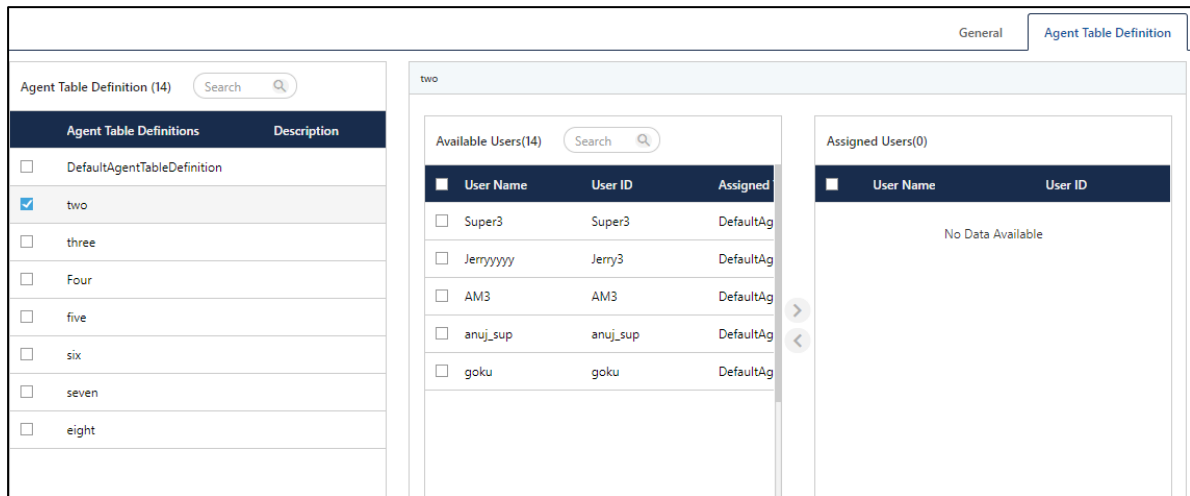 General
Agent Table Definition
Agent Table Definition (14)
Search
Agent Table Definitions
Description
DefaultAgentTableDefinition
two
three
Four
five
six
seven
eight
two
Available Users(14)
Search
User Name
User ID
Assigned
Super3
Super3
DefaultAg
Jerryyyyy
Jerry3
DefaultAg
AM3
AM3
DefaultAg
anuj_sup
anuj_sup
DefaultAg
goku
goku
DefaultAg
Assigned Users(0)
User Name
User ID
No Data Available